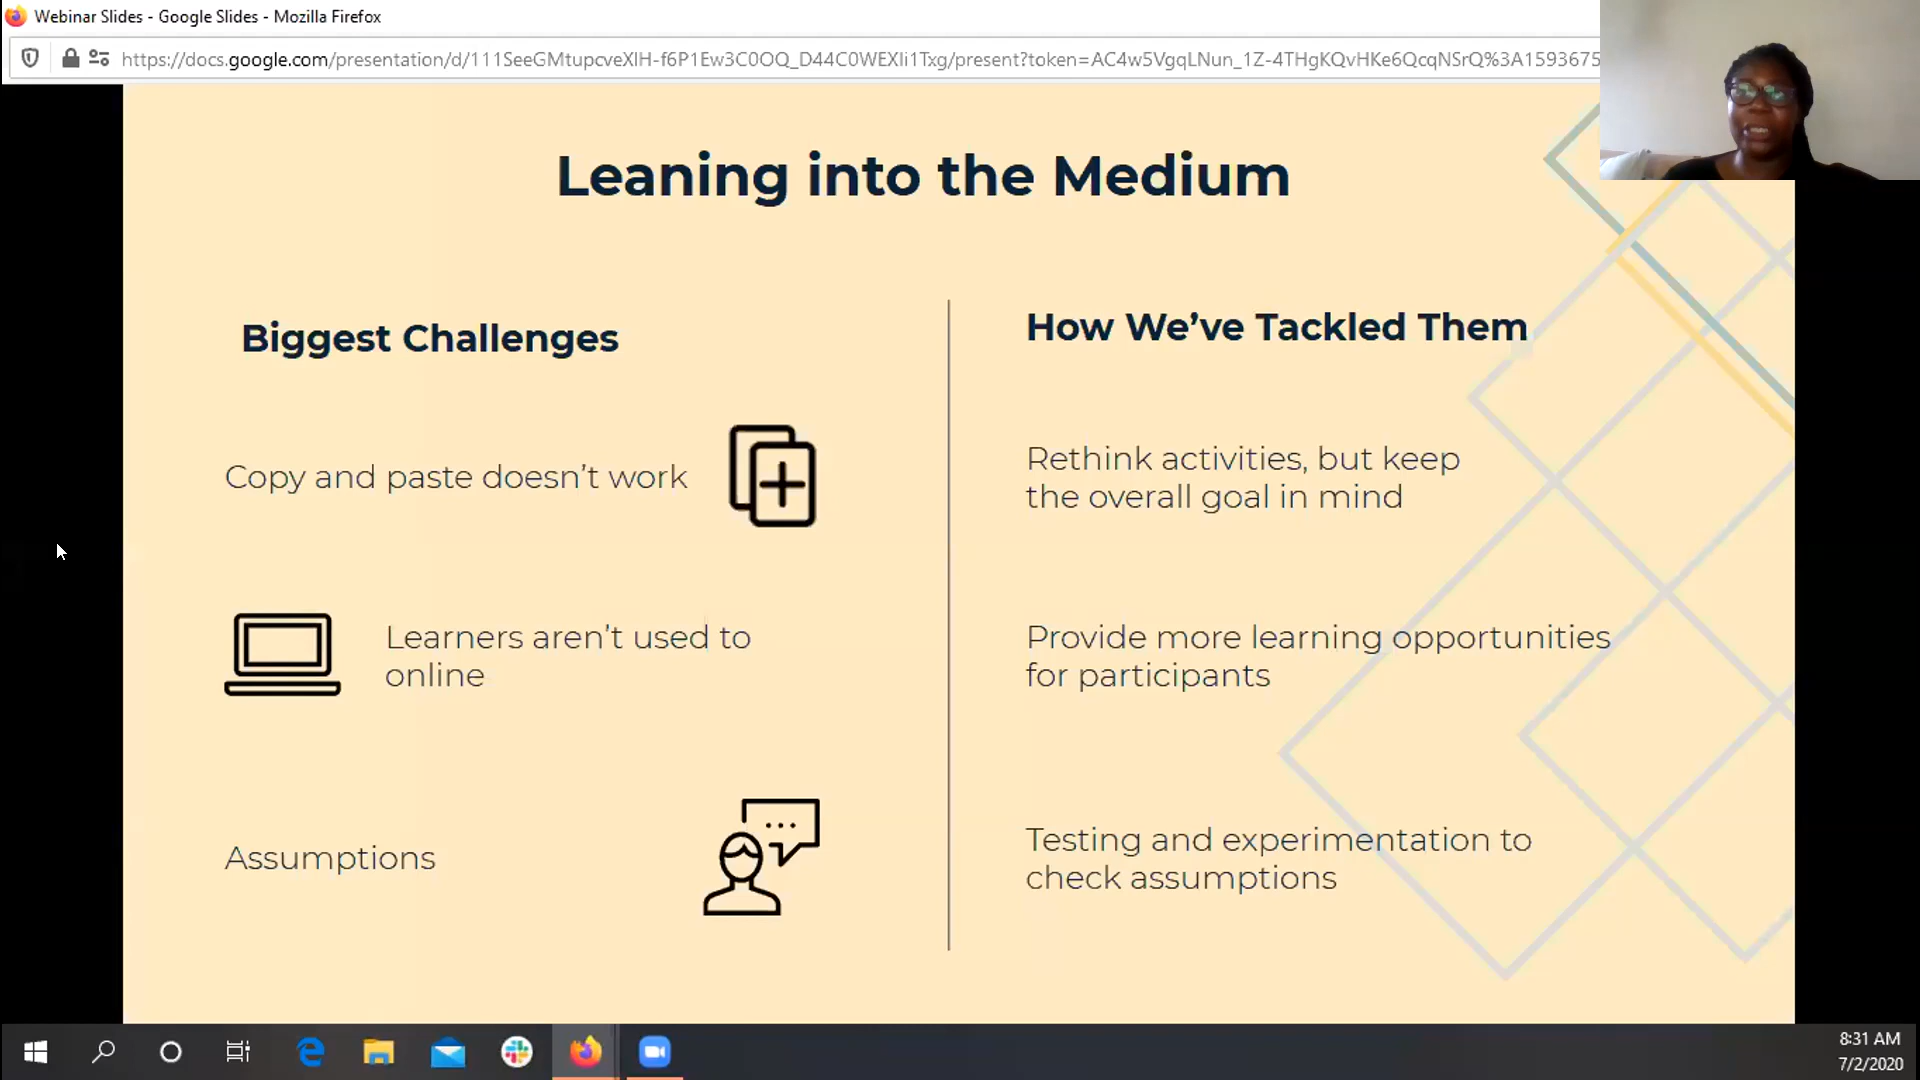 Webinar Slides - Google Slides - Mozilla Firefox
https://docs.google.com/presentation/d/111SeeGMtupcveXlH-f6P1Ew3C0OQ_D44C0WEXli1Txg/present?token=AC4w5VgqLNun_1Z-4THgKQvHKe6QcqNSrQ%3A1593675
Leaning into the Medium
Biggest Challenges
How We’ve Tackled Them
Copy and paste doesn’t work
Rethink activities, but keep
the overall goal in mind
Learners aren’t used to
online
Provide more learning opportunities
for participants
Assumptions
Testing and experimentation to
check assumptions
8:31 AM
7/2/2020